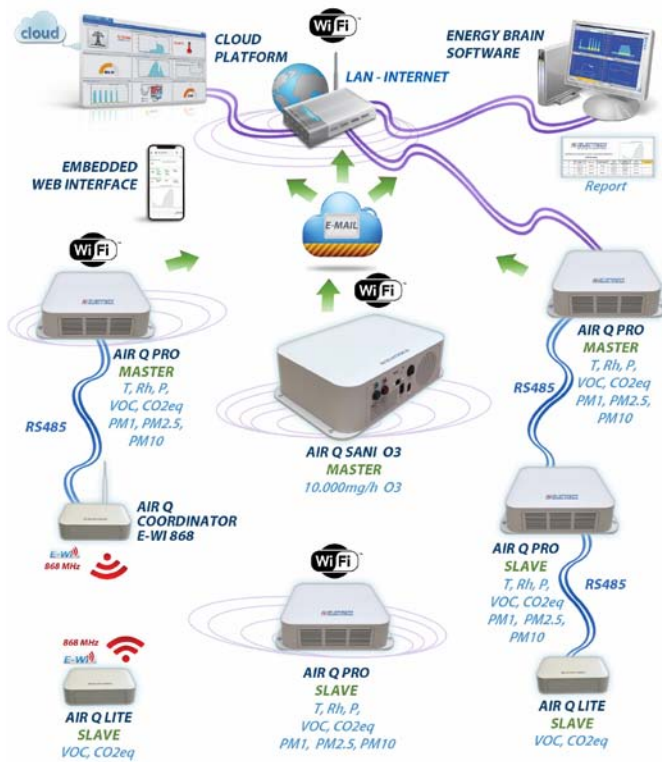 cloud
CLOUD
PLATFORM
WiFi
LAN - INTERNET
ENERGY BRAIN
SOFTWARE
Report
EMBEDDED
WEB INTERFACE
E-MAIL
WiFi
WiFi
AIR Q PRO
MASTER
T, Rh, P,
VOC, CO2eq
PM1, PM2.5,
PM10
RS485
AIR Q SANI O3
MASTER
10.000mg/h O3
AIR Q PRO
MASTER
T, Rh, P,
VOC, CO2eq
PM1, PM2.5,
PM10
RS485
AIR Q
COORDINATOR
E-WI 868
E-Wi
868 MHz
WiFi
AIR Q PRO
SLAVE
T, Rh, P,
VOC, CO2eq
PM1, PM2.5,
PM10
RS485
868 MHz
E-Wi
AIR Q LITE
SLAVE
VOC, CO2eq
AIR Q PRO
SLAVE
T, Rh, P,
VOC, CO2eq
PM1, PM2.5, PM10
AIR Q LITE
SLAVE
VOC, CO2eq